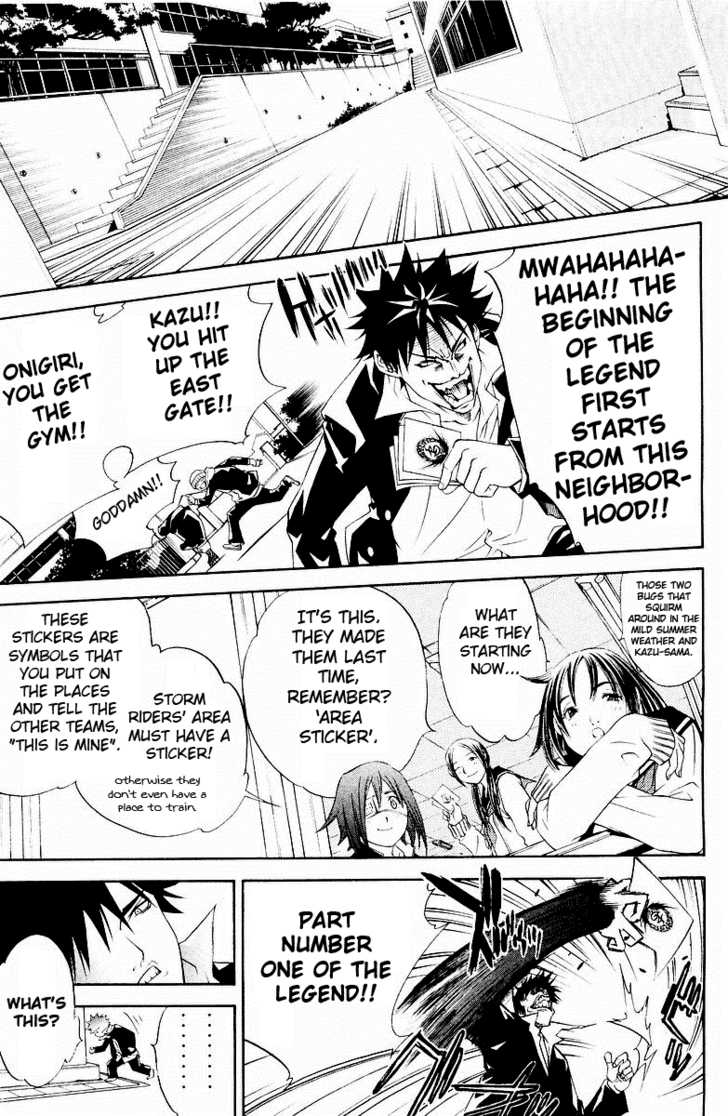 MWAHAHAHA-
HAHA!! THE
BEGINNING
OF THE
LEGEND
FIRST
STARTS
FROM THIS
NEIGHBOR-
HOOD!!
KAZU!!
YOU HIT
UP THE
EAST
GATE!!
ONIGIRI,
YOU GET
THE
GYM!!
GODDAMN!!
THOSE TWO
BUGS THAT
SQUIRM
AROUND IN THE
MILD SUMMER
WEATHER AND
KAZU-SAMA.
WHAT
ARE THEY
STARTING
NOW...
IT'S THIS.
THEY MADE
THEM LAST
TIME,
REMEMBER?
'AREA
STICKER'.
STORM
RIDERS' AREA
MUST HAVE A
STICKER!
otherwise they
don't even have a
place to train.
THESE
STICKERS ARE
SYMBOLS THAT
YOU PUT ON
THE PLACES
AND TELL THE
OTHER TEAMS,
"THIS IS MINE".
PART
NUMBER
ONE OF THE
LEGEND!!
WHAT'S
THIS?